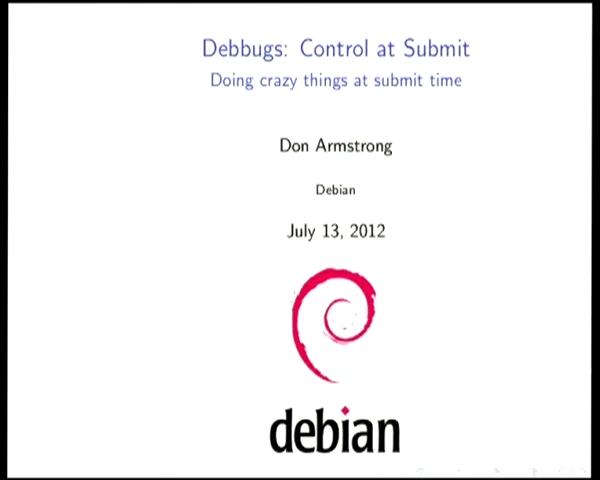 Debbugs: Control at Submit
Doing crazy things at submit time
Don Armstrong
Debian
July 13, 2012
debian